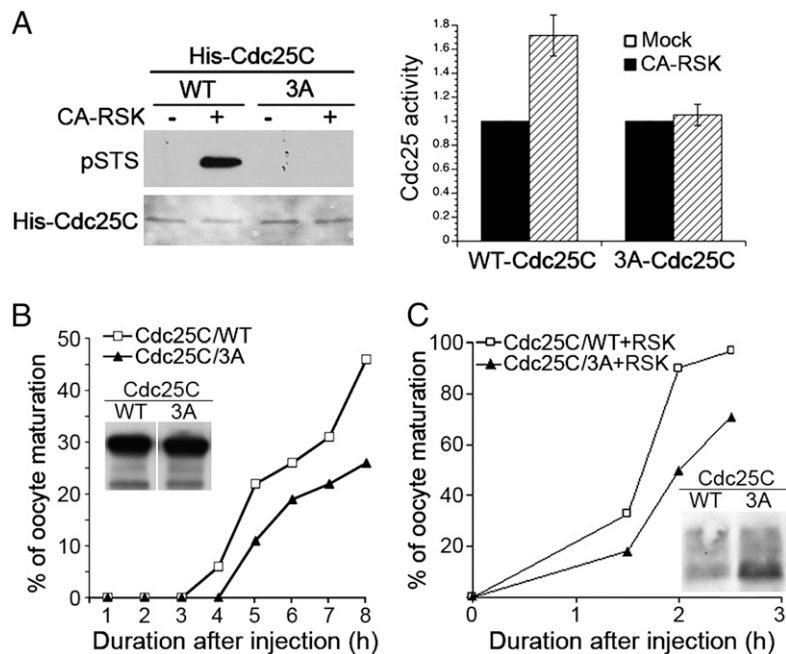 A
His-Cdc25C
WT 3A
CA-RSK - + - +
pSTS
His-Cdc25C
Cdc25 activity
1.8
1.6
1.4
1.2
1
0.8
0.6
0.4
0.2
0
Mock
CA-RSK
WT-Cdc25C 3A-Cdc25C
B
% of oocyte maturation
50
40
30
20
10
0
Cdc25C/WT
Cdc25C/3A
Cdc25C
WT 3A
1 2 3 4 5 6 7 8
Duration after injection (h)
C
% of oocyte maturation
100
80
60
40
20
Cdc25C/WT+RSK
Cdc25C/3A+RSK
Cdc25C
WT 3A
0 1 2 3
Duration after injection (h)